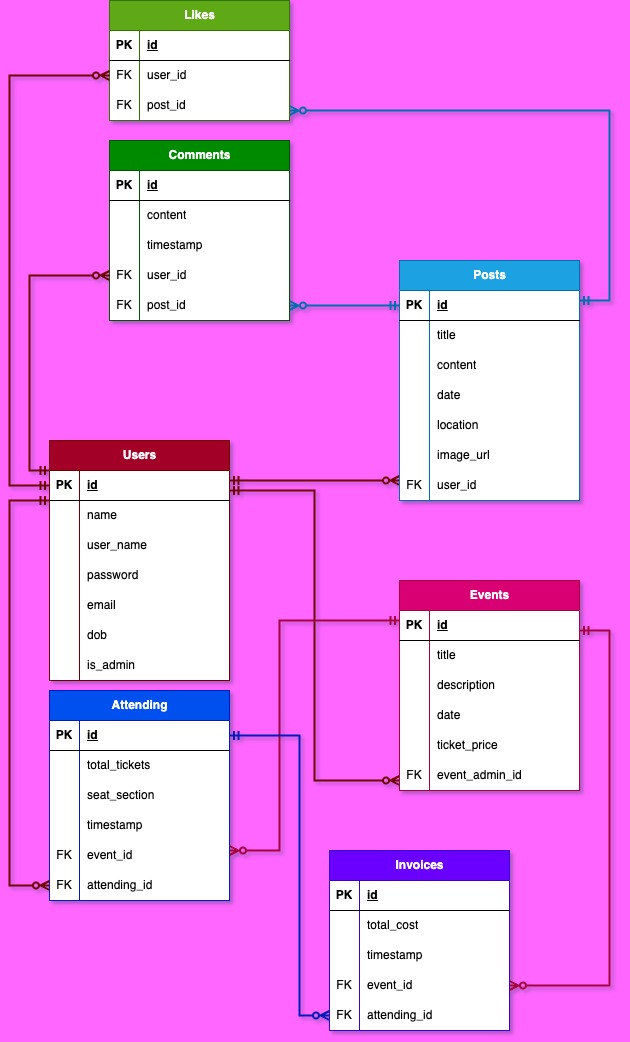 Likes
PK id
FK user_id
FK post_id
Comments
PK id
content
timestamp
FK user_id
FK post_id
Posts
PK id
title
content
date
location
image_url
FK user_id
Users
PK id
name
user_name
password
email
dob
is_admin
Events
PK id
title
description
date
ticket_price
FK event_admin_id
Attending
PK id
total_tickets
seat_section
timestamp
FK event_id
FK attending_id
Invoices
PK id
total_cost
timestamp
FK event_id
FK attending_id